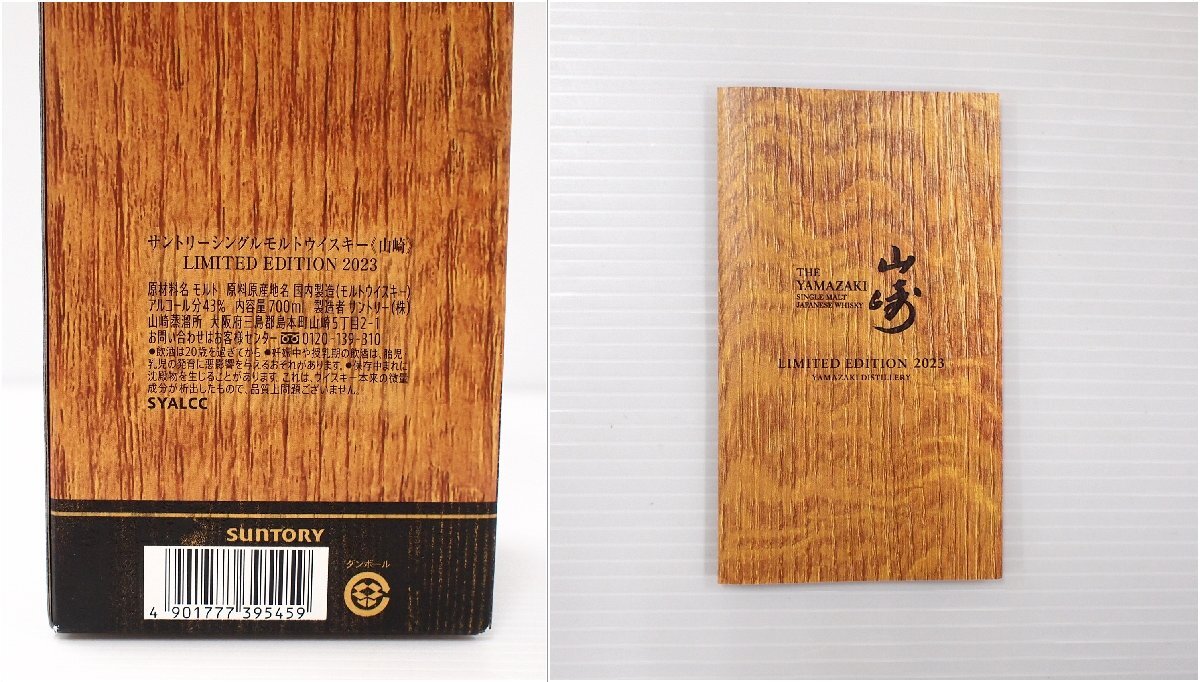 サントリーシングルモルトウイスキー《山崎》
LIMITED EDITION 2023
原材料名 モルト 原料原産地名 国内製造(モルトウイスキー)
アルコール分43% 内容量700ml 製造者 サントリー(株)
山崎蒸溜所 大阪府三島郡島本町山崎5丁目2-1
お問い合わせはお客様センター 0120-139-310
●飲酒は20歳を過ぎてから ●妊娠中や授乳期の飲酒は、胎児・
乳児の発育に悪影響を与えるおそれがあります。●保存中まれに
沈殿物を生じることがあります。これは、ウイスキー本来の微量
成分が析出したもので、品質上問題ございません。
SYALCC
SUNTORY
ダンボール
4 901777 395459
THE
YAMAZAKI
SINGLE MALT
JAPANESE WHISKY
山崎
LIMITED EDITION 2023
YAMAZAKI DISTILLERY